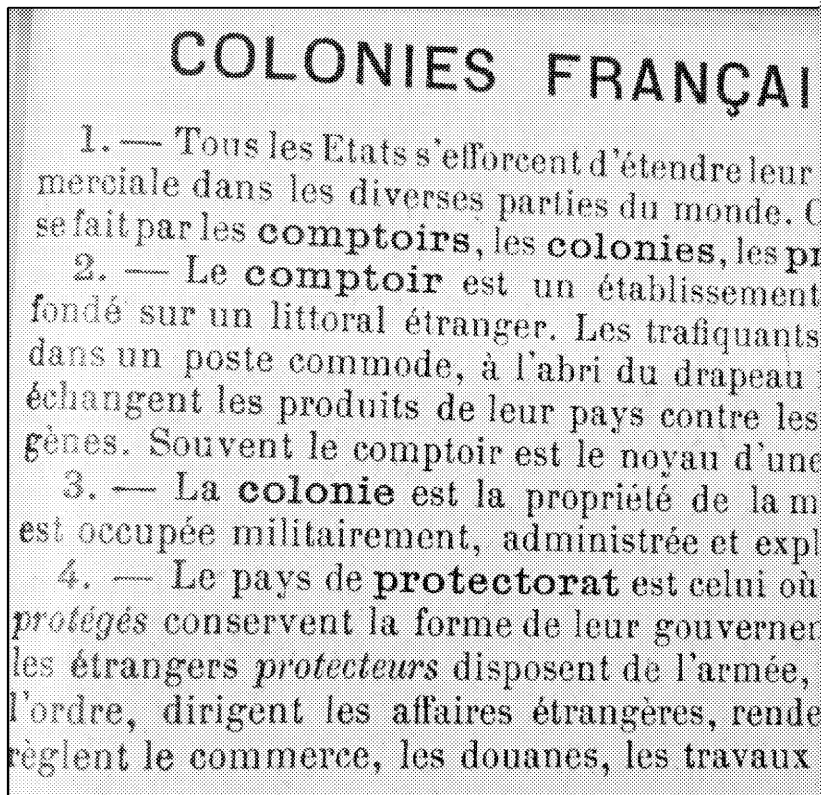 COLONIES FRANÇAI
1. — Tous les Etats s'efforcent d'étendre leur
merciale dans les diverses parties du monde. C
se fait par les comptoirs, les colonies, les pr
2. — Le comptoir est un établissement
fondé sur un littoral étranger. Les trafiquants
dans un poste commode, à l'abri du drapeau
échangent les produits de leur pays contre les
gènes. Souvent le comptoir est le noyau d'une
3. — La colonie est la propriété de la m
est occupée militairement, administrée et expl
4. — Le pays de protectorat est celui où
protégés conservent la forme de leur gouvernem
les étrangers protecteurs disposent de l'armée,
l'ordre, dirigent les affaires étrangères, rende
règlent le commerce, les douanes, les travaux